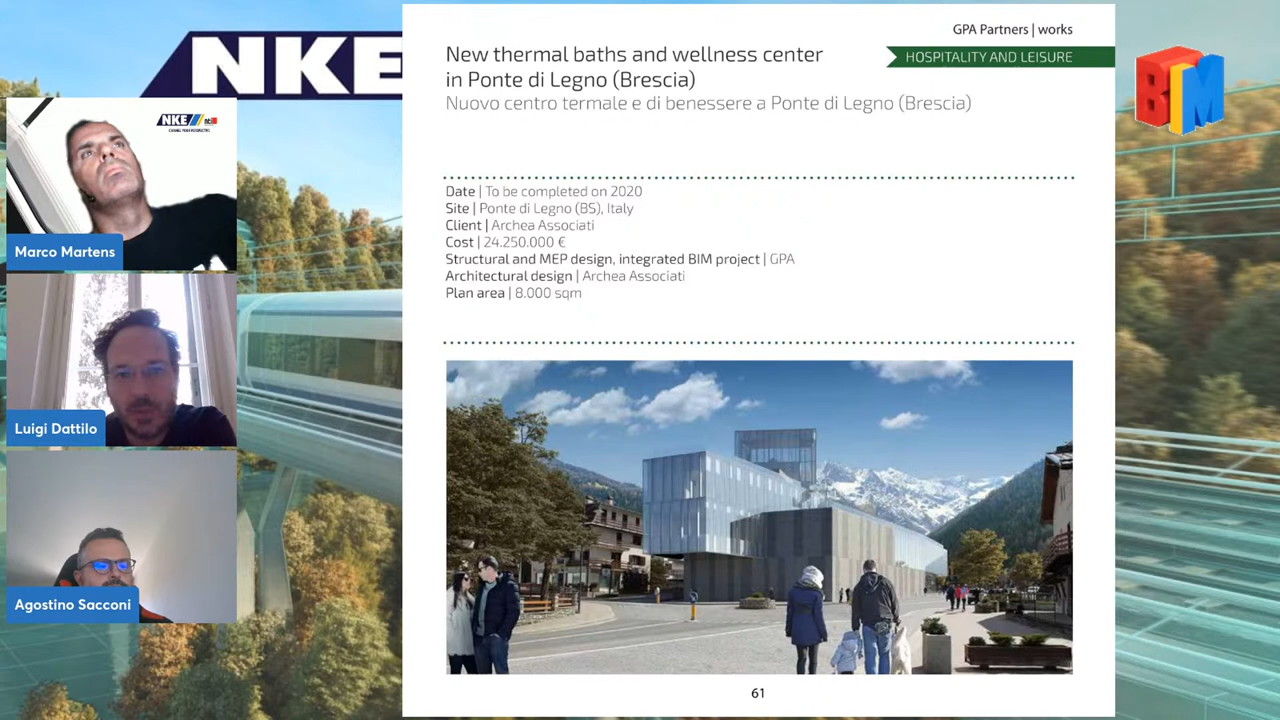 NKE
GPA Partners | works
HOSPITALITY AND LEISURE
New thermal baths and wellness center
in Ponte di Legno (Brescia)
Nuovo centro termale e di benessere a Ponte di Legno (Brescia)
BIM
NKE
Marco Martens
Date | To be completed on 2020
Site | Ponte di Legno (BS), Italy
Client | Archea Associati
Cost | 24.250.000 €
Structural and MEP design, integrated BIM project | GPA
Architectural design | Archea Associati
Plan area | 8.000 sqm
Luigi Dattilo
Agostino Sacconi
61